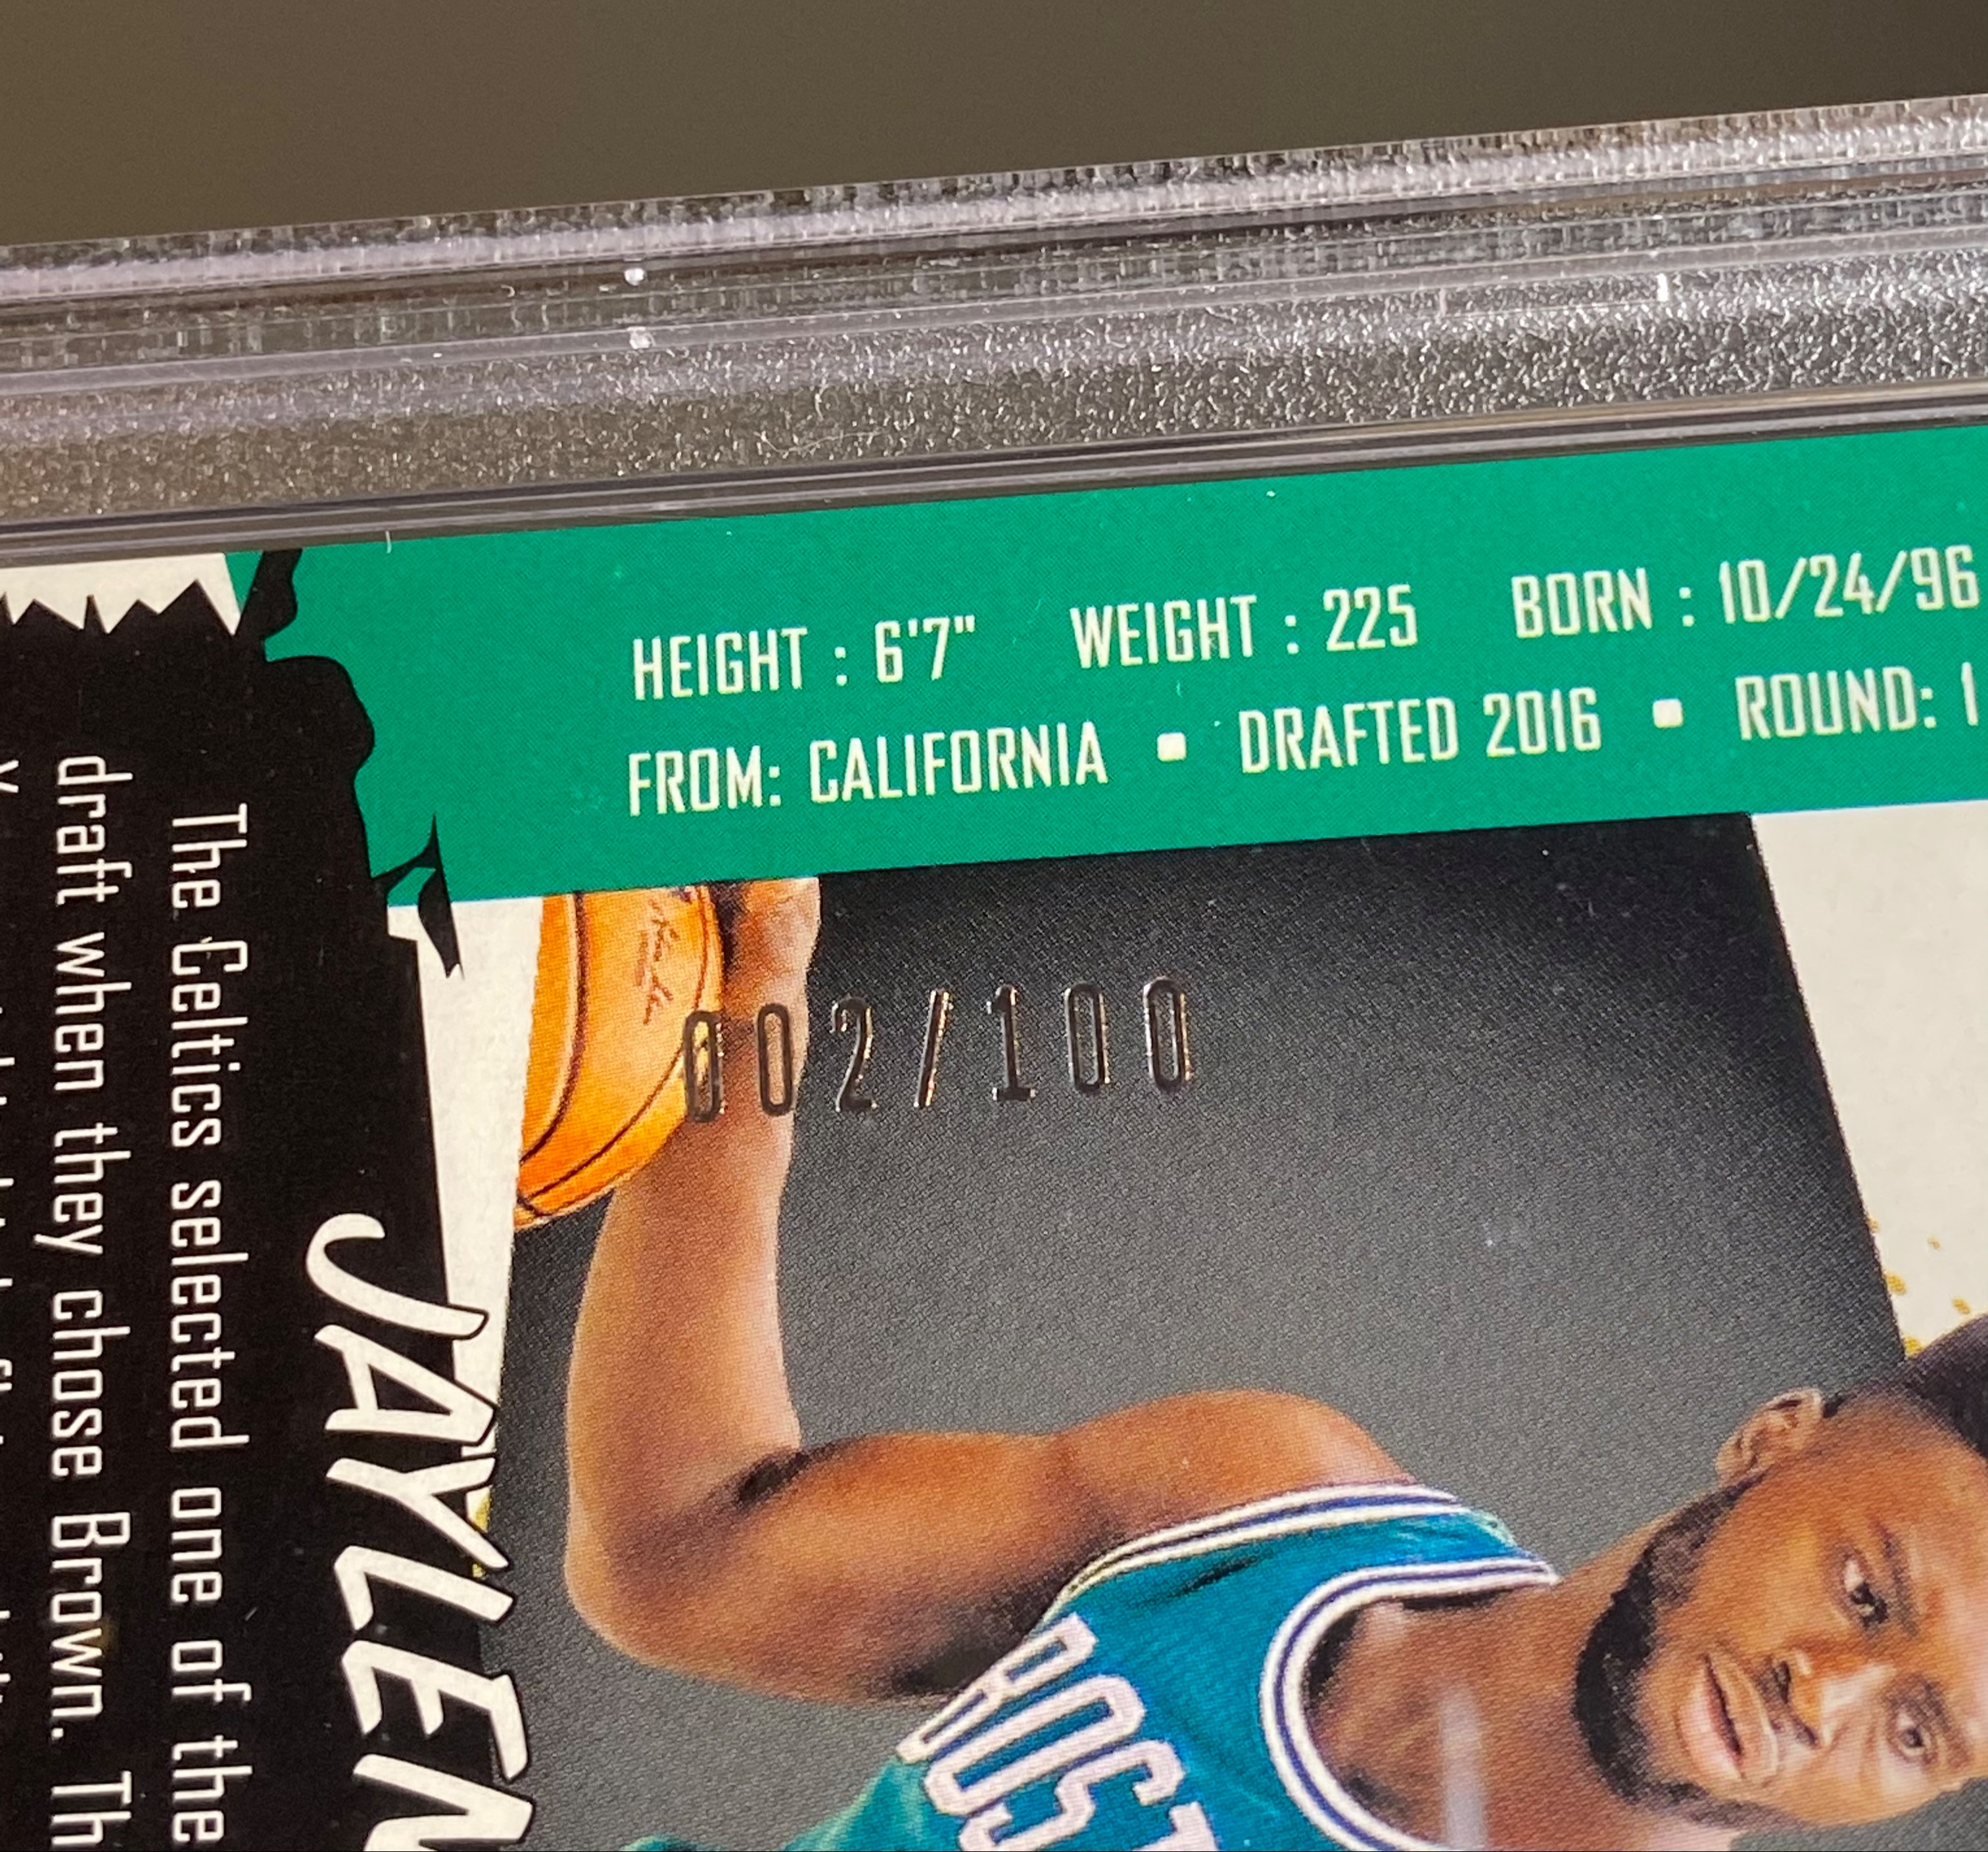 HEIGHT : 6'7" WEIGHT : 225 BORN : 10/24/96
FROM: CALIFORNIA ▪ DRAFTED 2016 ▪ ROUND: 1
002/100
JAYLEN
The Celtics selected one of the
draft when they chose Brown. Th
BOST